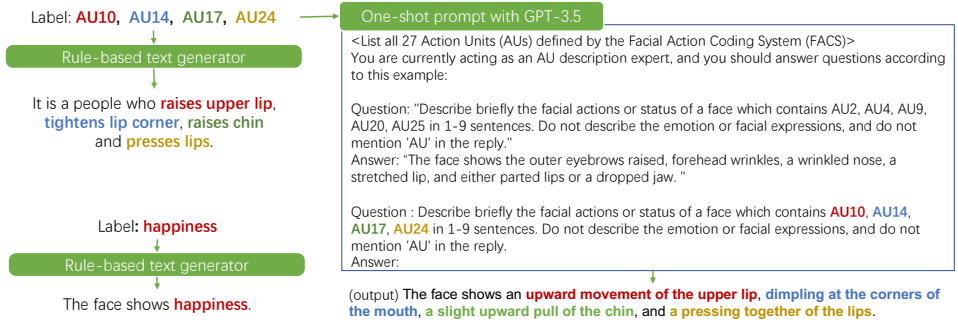 Label: AU10, AU14, AU17, AU24
Rule-based text generator
It is a people who raises upper lip,
tightens lip corner, raises chin
and presses lips.
Label: happiness
Rule-based text generator
The face shows happiness.
One-shot prompt with GPT-3.5
<List all 27 Action Units (AUs) defined by the Facial Action Coding System (FACS)>
You are currently acting as an AU description expert, and you should answer questions according
to this example:
Question: "Describe briefly the facial actions or status of a face which contains AU2, AU4, AU9,
AU20, AU25 in 1-9 sentences. Do not describe the emotion or facial expressions, and do not
mention 'AU' in the reply."
Answer: “The face shows the outer eyebrows raised, forehead wrinkles, a wrinkled nose, a
stretched lip, and either parted lips or a dropped jaw. "
Question : Describe briefly the facial actions or status of a face which contains AU10, AU14,
AU17, AU24 in 1-9 sentences. Do not describe the emotion or facial expressions, and do not
mention 'AU' in the reply.
Answer:
(output) The face shows an upward movement of the upper lip, dimpling at the corners of
the mouth, a slight upward pull of the chin, and a pressing together of the lips.